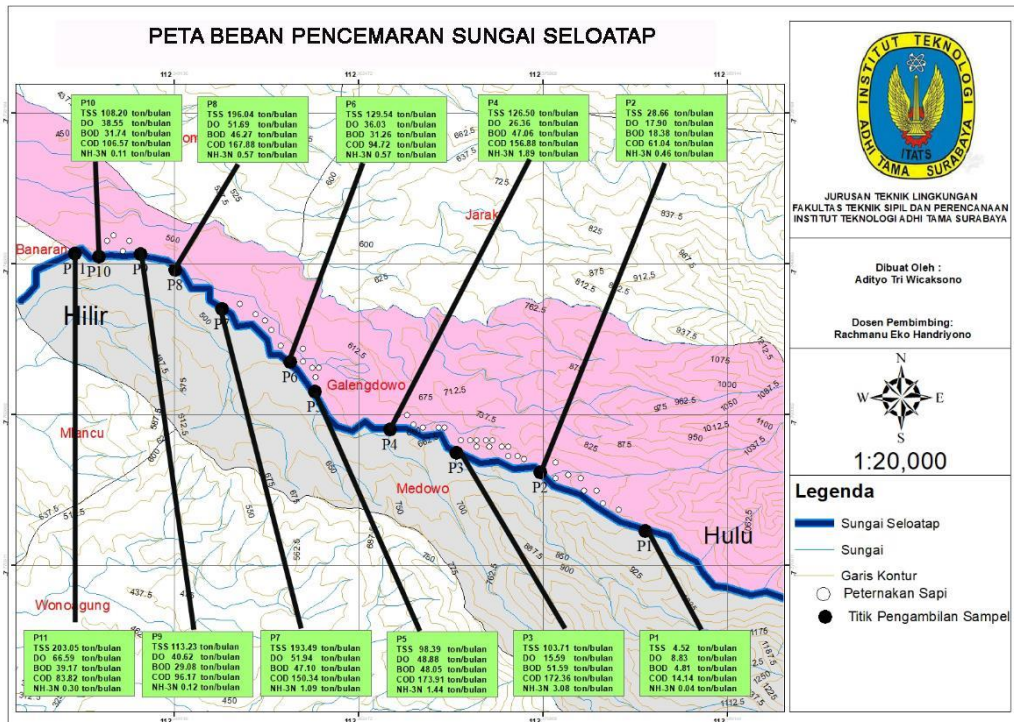 PETA BEBAN PENCEMARAN SUNGAI SELOATAP
112
112
112
112
P10
TSS 108.20 ton/bulan
DO 38.55 ton/bulan
BOD 31.74 ton/bulan
COD 106.57 ton/bulan
NH-3N 0.11 ton/bulan
P8
TSS 196.04 ton/bulan
DO 51.69 ton/bulan
BOD 46.27 ton/bulan
COD 167.88 ton/bulan
NH-3N 0.57 ton/bulan
P6
TSS 129.54 ton/bulan
DO 36.03 ton/bulan
BOD 31.26 ton/bulan
COD 94.72 ton/bulan
NH-3N 0.57 ton/bulan
P4
TSS 126.50 ton/bulan
DO 26.36 ton/bulan
BOD 47.06 ton/bulan
COD 156.88 ton/bulan
NH-3N 1.89 ton/bulan
P2
TSS 28.66 ton/bulan
DO 17.90 ton/bulan
BOD 18.38 ton/bulan
COD 61.04 ton/bulan
NH-3N 0.46 ton/bulan
Jarak
Banaran
P10
P8
P7
Hilir
P6
Galengdowo
P4
P3
Medowo
P2
P1
Hulu
Wonoagung
P11
TSS 203.05 ton/bulan
DO 66.59 ton/bulan
BOD 39.17 ton/bulan
COD 83.82 ton/bulan
NH-3N 0.30 ton/bulan
P9
TSS 113.23 ton/bulan
DO 40.62 ton/bulan
BOD 29.08 ton/bulan
COD 96.17 ton/bulan
NH-3N 0.12 ton/bulan
P7
TSS 193.49 ton/bulan
DO 51.94 ton/bulan
BOD 47.10 ton/bulan
COD 150.34 ton/bulan
NH-3N 1.09 ton/bulan
P5
TSS 98.39 ton/bulan
DO 48.88 ton/bulan
BOD 48.05 ton/bulan
COD 173.91 ton/bulan
NH-3N 1.44 ton/bulan
P3
TSS 103.71 ton/bulan
DO 15.59 ton/bulan
BOD 51.59 ton/bulan
COD 172.36 ton/bulan
NH-3N 3.08 ton/bulan
P1
TSS 4.52 ton/bulan
DO 8.83 ton/bulan
BOD 4.81 ton/bulan
COD 14.14 ton/bulan
NH-3N 0.04 ton/bulan
INSTITUT TEKNOLOGI
ADHI TAMA SURABAYA
ITATS
JURUSAN TEKNIK LINGKUNGAN
FAKULTAS TEKNIK SIPIL DAN PERENCANAAN
INSTITUT TEKNOLOGI ADHI TAMA SURABAYA
Dibuat Oleh :
Adityo Tri Wicaksono
Dosen Pembimbing:
Rachmanu Eko Handriyono
N
W E
S
1:20,000
Legenda
Sungai Seloatap
Sungai
Garis Kontur
Peternakan Sapi
Titik Pengambilan Sampel